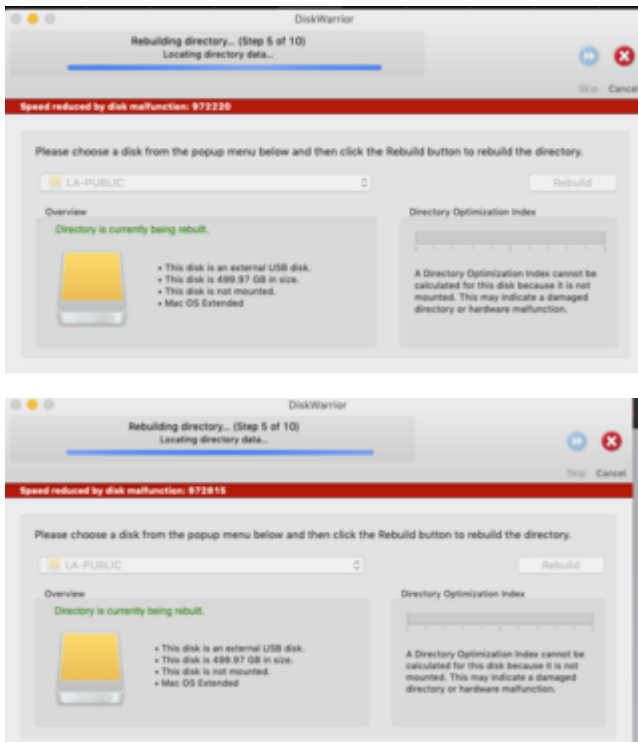 DiskWarrior
Rebuilding directory... (Step 5 of 10)
Locating directory data...
Skip Cancel
Speed reduced by disk malfunction: 972220
Please choose a disk from the popup menu below and then click the Rebuild button to rebuild the directory.
LA-PUBLIC
Rebuild
Overview
Directory is currently being rebuilt.
• This disk is an external USB disk.
• This disk is 499.97 GB in size.
• This disk is not mounted.
• Mac OS Extended
Directory Optimization Index
A Directory Optimization Index cannot be
calculated for this disk because it is not
mounted. This may indicate a damaged
directory or hardware malfunction.
DiskWarrior
Rebuilding directory... (Step 5 of 10)
Locating directory data...
Skip Cancel
Speed reduced by disk malfunction: 972815
Please choose a disk from the popup menu below and then click the Rebuild button to rebuild the directory.
LA-PUBLIC
Rebuild
Overview
Directory is currently being rebuilt.
• This disk is an external USB disk.
• This disk is 499.97 GB in size.
• This disk is not mounted.
• Mac OS Extended
Directory Optimization Index
A Directory Optimization Index cannot be
calculated for this disk because it is not
mounted. This may indicate a damaged
directory or hardware malfunction.